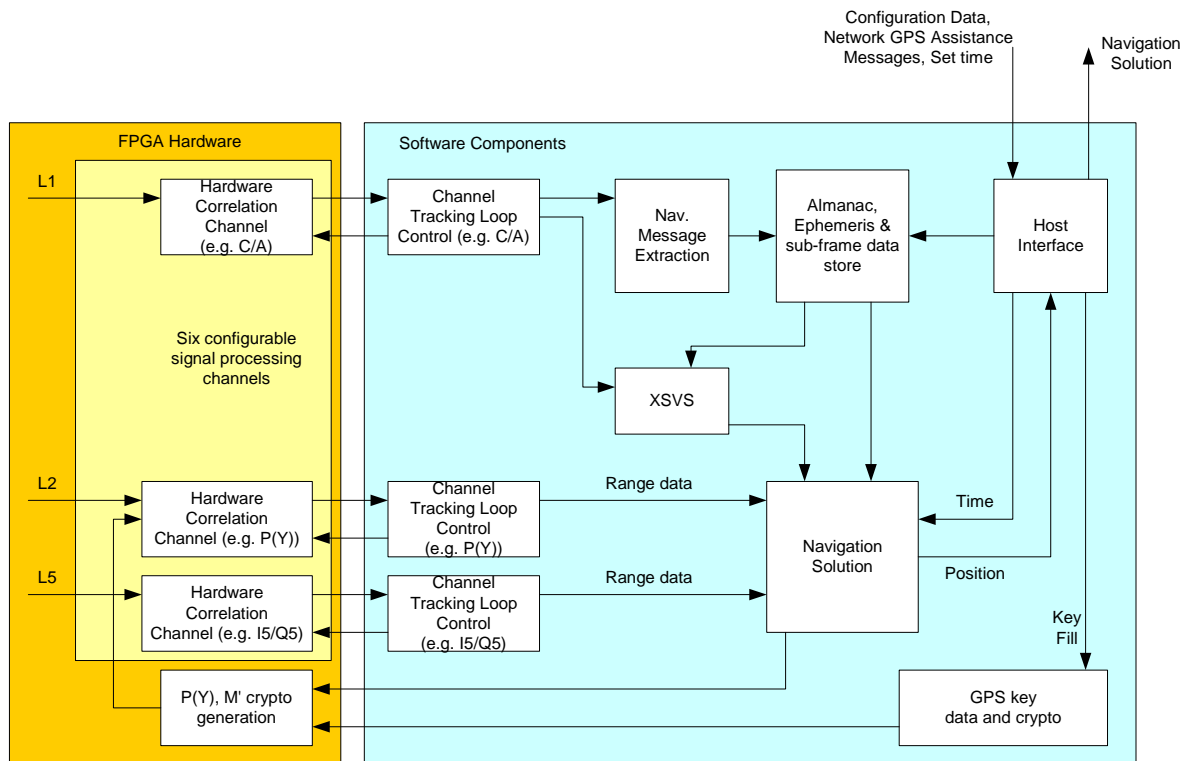 Configuration Data,
Network GPS Assistance
Messages, Set time
Navigation
Solution
FPGA Hardware
Software Components
L1
Hardware
Correlation
Channel
(e.g. C/A)
Channel
Tracking Loop
Control (e.g. C/A)
Nav.
Message
Extraction
Almanac,
Ephemeris &
sub-frame data
store
Host
Interface
Six configurable
signal processing
channels
XSVS
L2
Hardware
Correlation
Channel (e.g. P(Y))
Channel
Tracking Loop
Control
(e.g. P(Y))
Range data
Navigation
Solution
Time
Position
L5
Hardware
Correlation
Channel (e.g. I5/Q5)
Channel
Tracking Loop
Control
(e.g. I5/Q5)
Range data
Key
Fill
P(Y), M' crypto
generation
GPS key
data and crypto